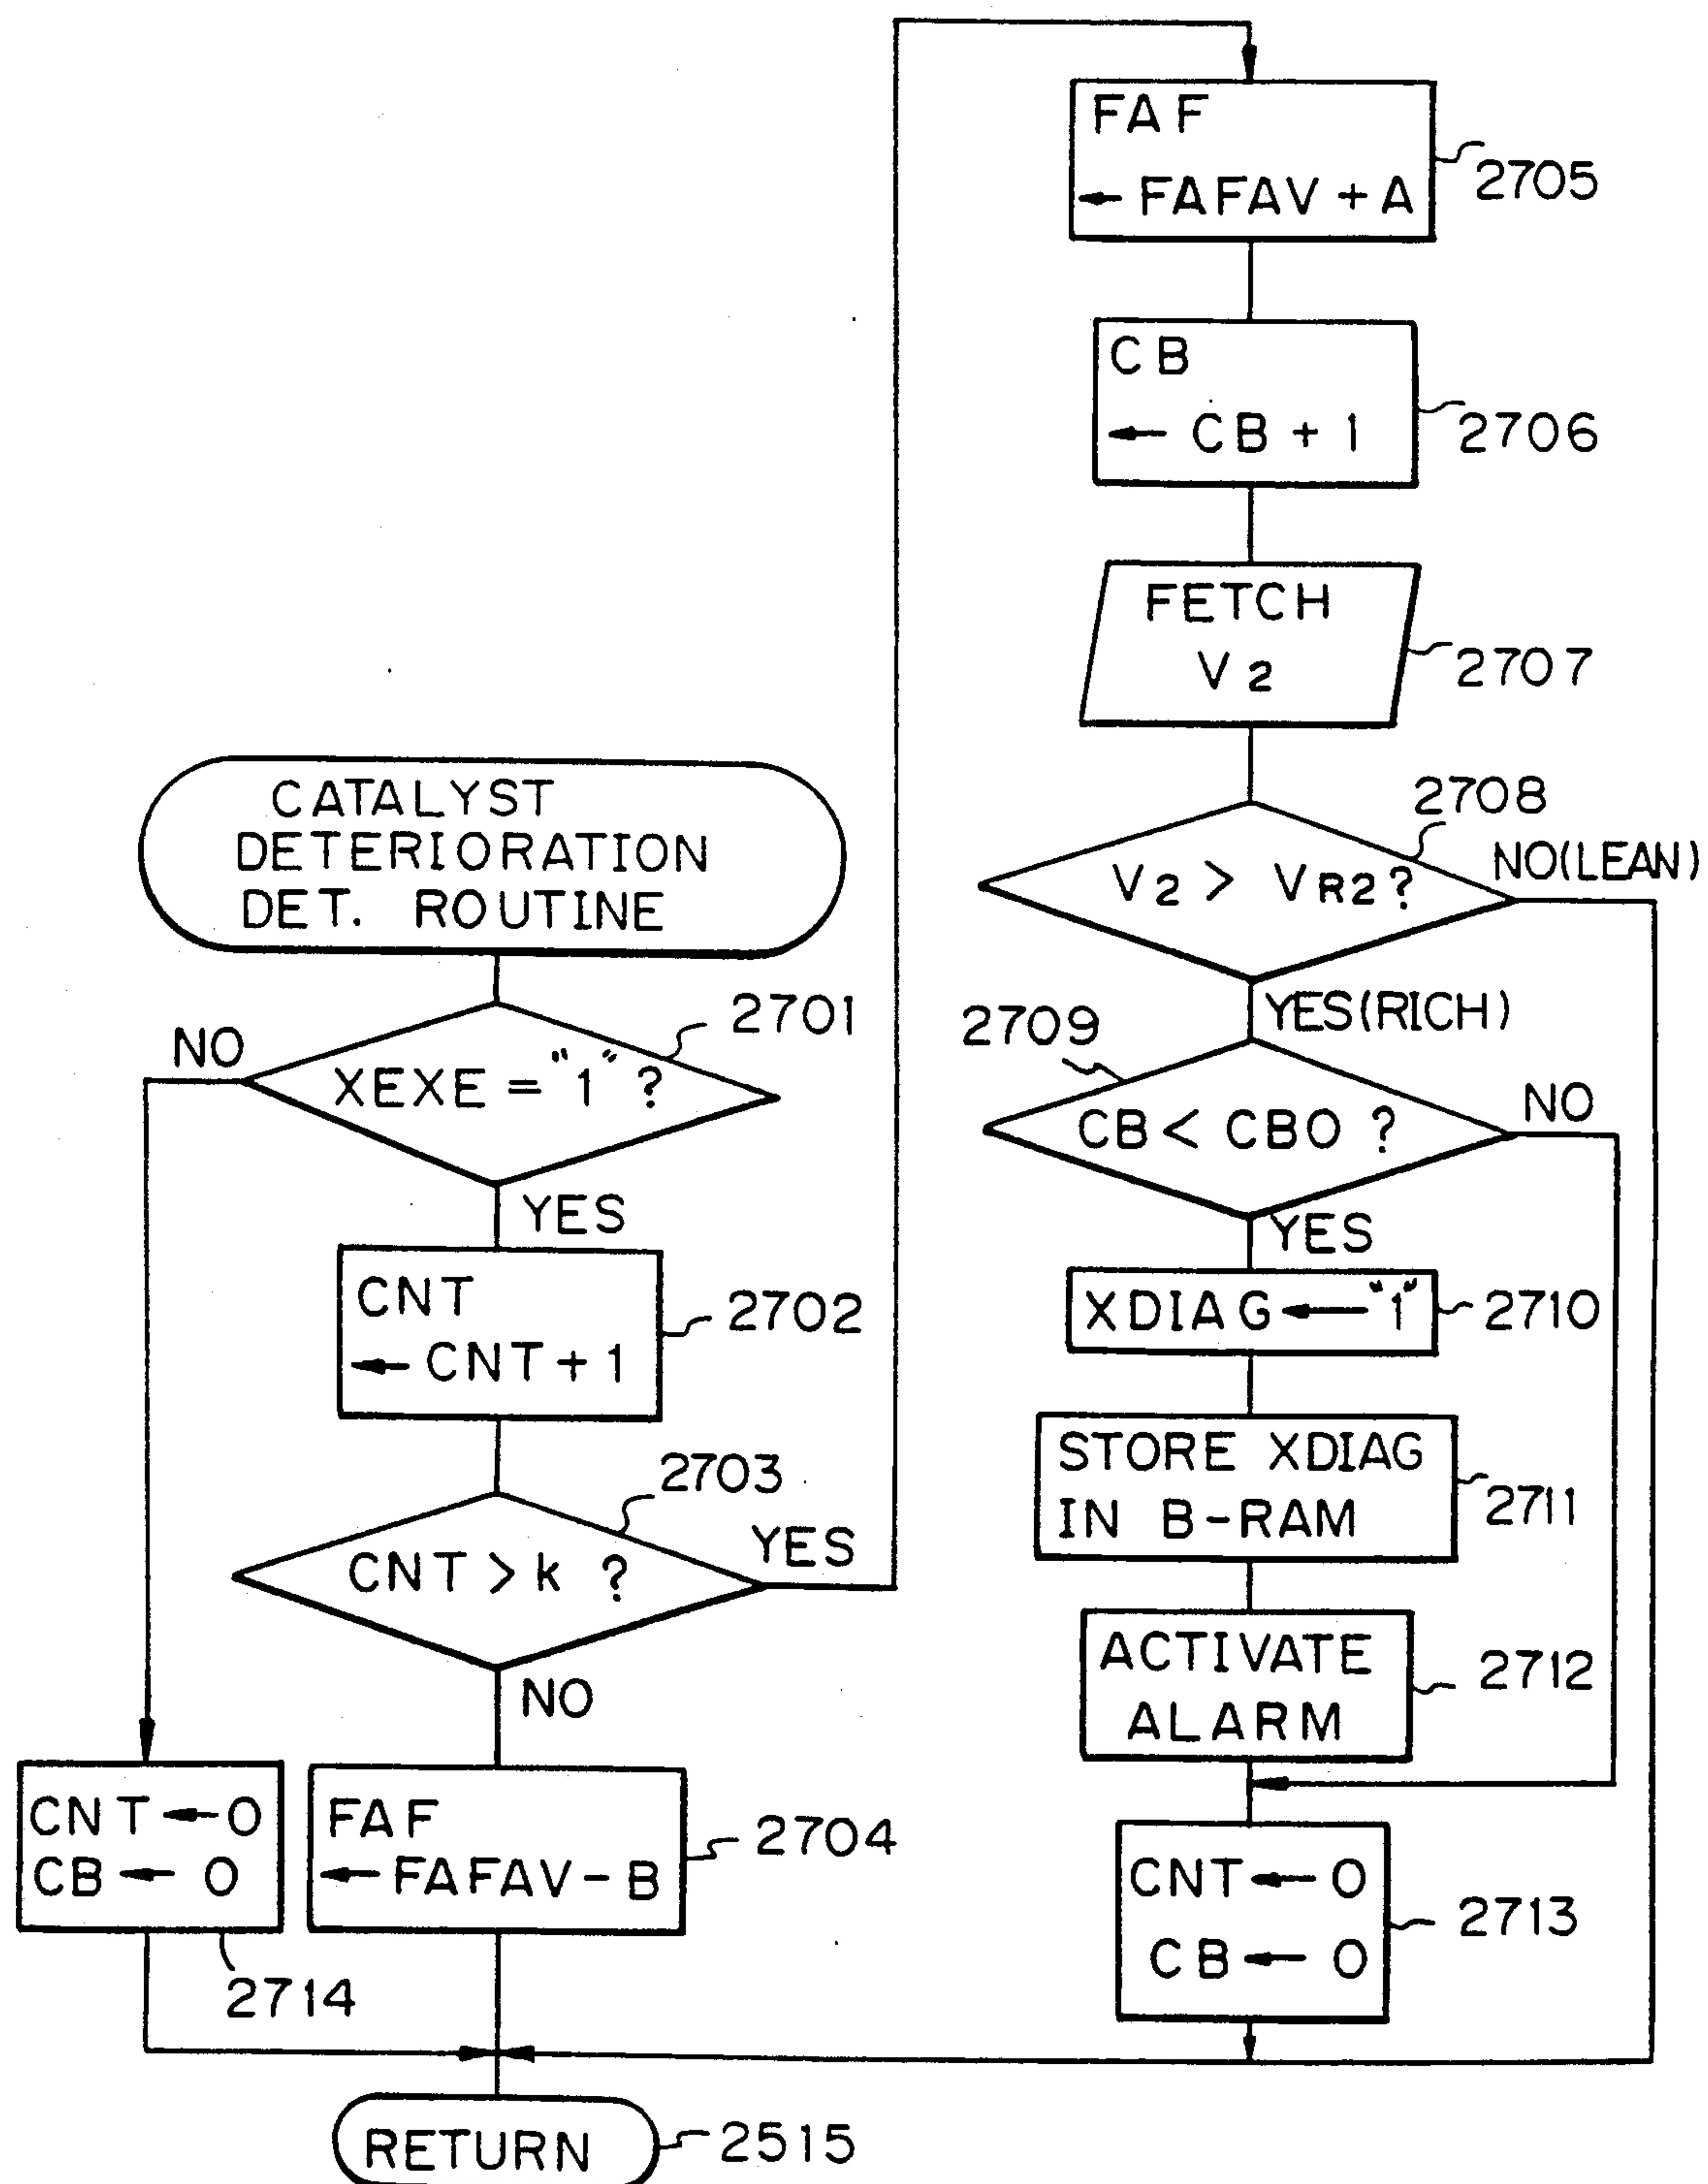 CATALYST
DETERIORATION
DET. ROUTINE
2701
NO
XEXE = "1" ?
YES
CNT
← CNT + 1
2702
2703
CNT > k ?
YES
NO
CNT ← 0
CB ← 0
2714
FAF
← FAFAV - B
2704
RETURN
2515
FAF
← FAFAV + A
2705
CB
← CB + 1
2706
FETCH
V2
2707
2708
V2 > VR2 ?
NO(LEAN)
YES(RICH)
2709
CB < CBO ?
NO
YES
XDIAG ← "1"
2710
STORE XDIAG
IN B-RAM
2711
ACTIVATE
ALARM
2712
CNT ← 0
CB ← 0
2713